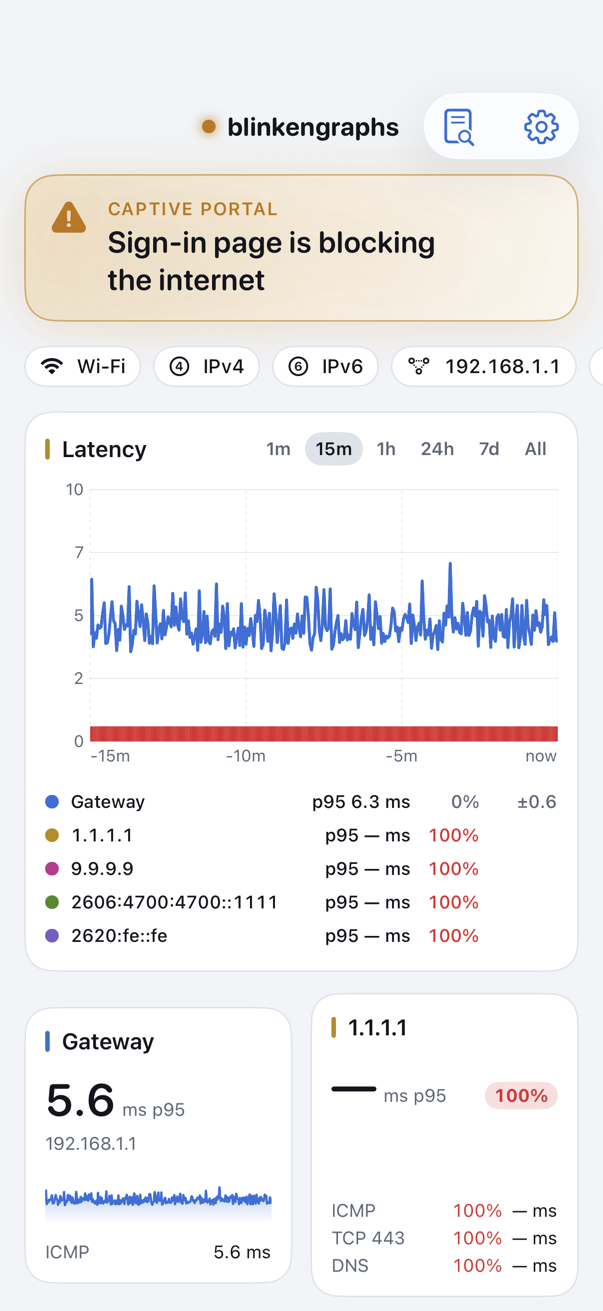 blinkengraphs
CAPTIVE PORTAL
Sign-in page is blocking
the internet
Wi-Fi 4 IPv4 6 IPv6 192.168.1.1
Latency 1m 15m 1h 24h 7d All
10
7
5
2
0
-15m -10m -5m now
Gateway p95 6.3 ms 0% ±0.6
1.1.1.1 p95 — ms 100%
9.9.9.9 p95 — ms 100%
2606:4700:4700::1111 p95 — ms 100%
2620:fe::fe p95 — ms 100%
Gateway
5.6 ms p95
192.168.1.1
ICMP 5.6 ms
1.1.1.1
— ms p95 100%
ICMP 100% — ms
TCP 443 100% — ms
DNS 100% — ms